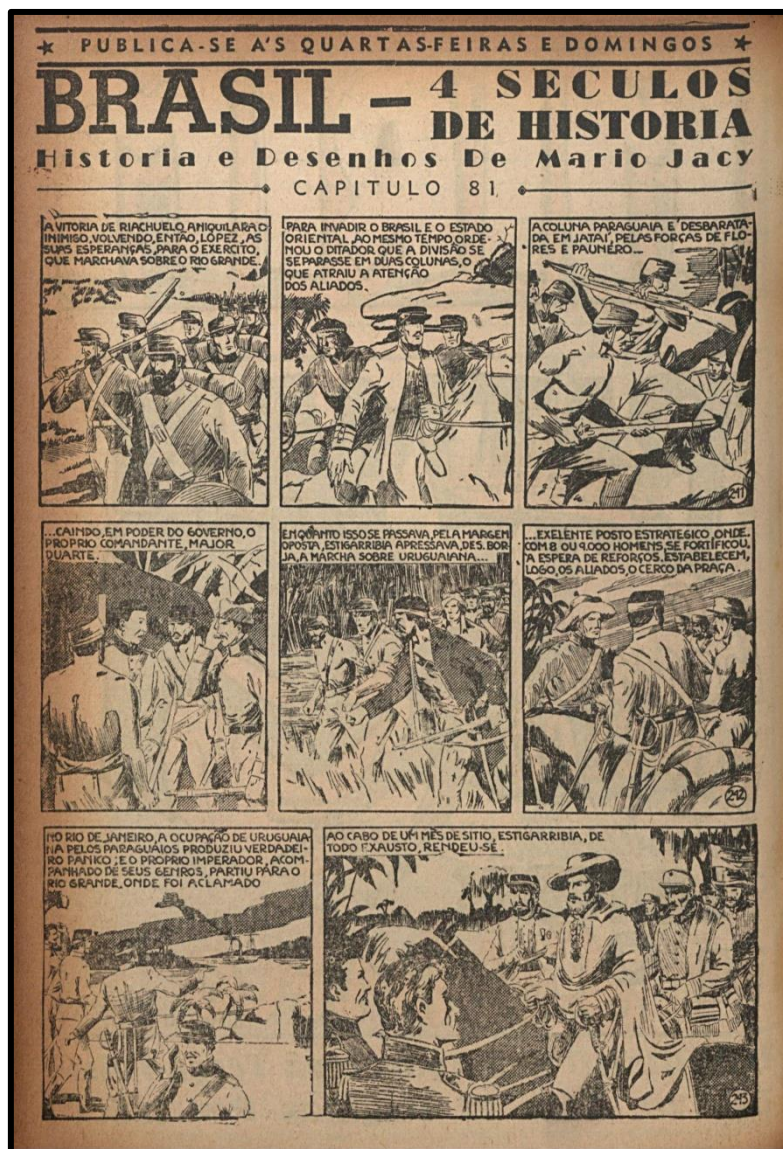 ★ PUBLICA-SE A'S QUARTAS-FEIRAS E DOMINGOS ★
BRASIL – 4 SECULOS
DE HISTORIA
Historia e Desenhos De Mario Jacy
CAPITULO 81
A VITORIA DE RIACHUELO ANIQUILARA O
INIMIGO, VOLVENDO, ENTÃO, LÓPEZ, AS
SUAS ESPERANÇAS, PARA O EXERCITO,
QUE MARCHAVA SOBRE O RIO GRANDE.
PARA INVADIR O BRASIL E O ESTADO
ORIENTAL, AO MESMO TEMPO, ORDE-
NOU O DITADOR QUE A DIVISÃO SE
SEPARASSE EM DUAS COLUNAS, O
QUE ATRAIU A ATENÇÃO
DOS ALIADOS.
A COLUNA PARAGUAIA E' DESBARATA-
DA EM JATAÍ, PELAS FORÇAS DE FLO-
RES E PAUNERO...
241
...CAINDO, EM PODER DO GOVERNO, O
PROPRIO COMANDANTE, MAJOR
DUARTE.
ENQUANTO ISSO SE PASSAVA, PELA MARGEM
OPOSTA, ESTIGARRIBIA APRESSAVA, DE S. BOR-
JA, A MARCHA SOBRE URUGUAIANA...
...EXELENTE POSTO ESTRATEGICO, ONDE,
COM 8 OU 9.000 HOMENS, SE FORTIFICOU,
'A ESPERA DE REFORÇOS. ESTABELECEM,
LOGO, OS ALIADOS, O CERCO DA PRAÇA.
242
NO RIO DE JANEIRO, A OCUPAÇÃO DE URUGUAIA-
NA PELOS PARAGUÁIOS PRODUZIU VERDADEI-
RO PANICO; E O PROPRIO IMPERADOR, ACOM-
PANHADO DE SEUS GENROS, PARTIU PARA O
RIO GRANDE, ONDE FOI ACLAMADO
AO CABO DE UM MÊS DE SITIO, ESTIGARRIBIA, DE
TODO EXAUSTO, RENDEU-SE.
243